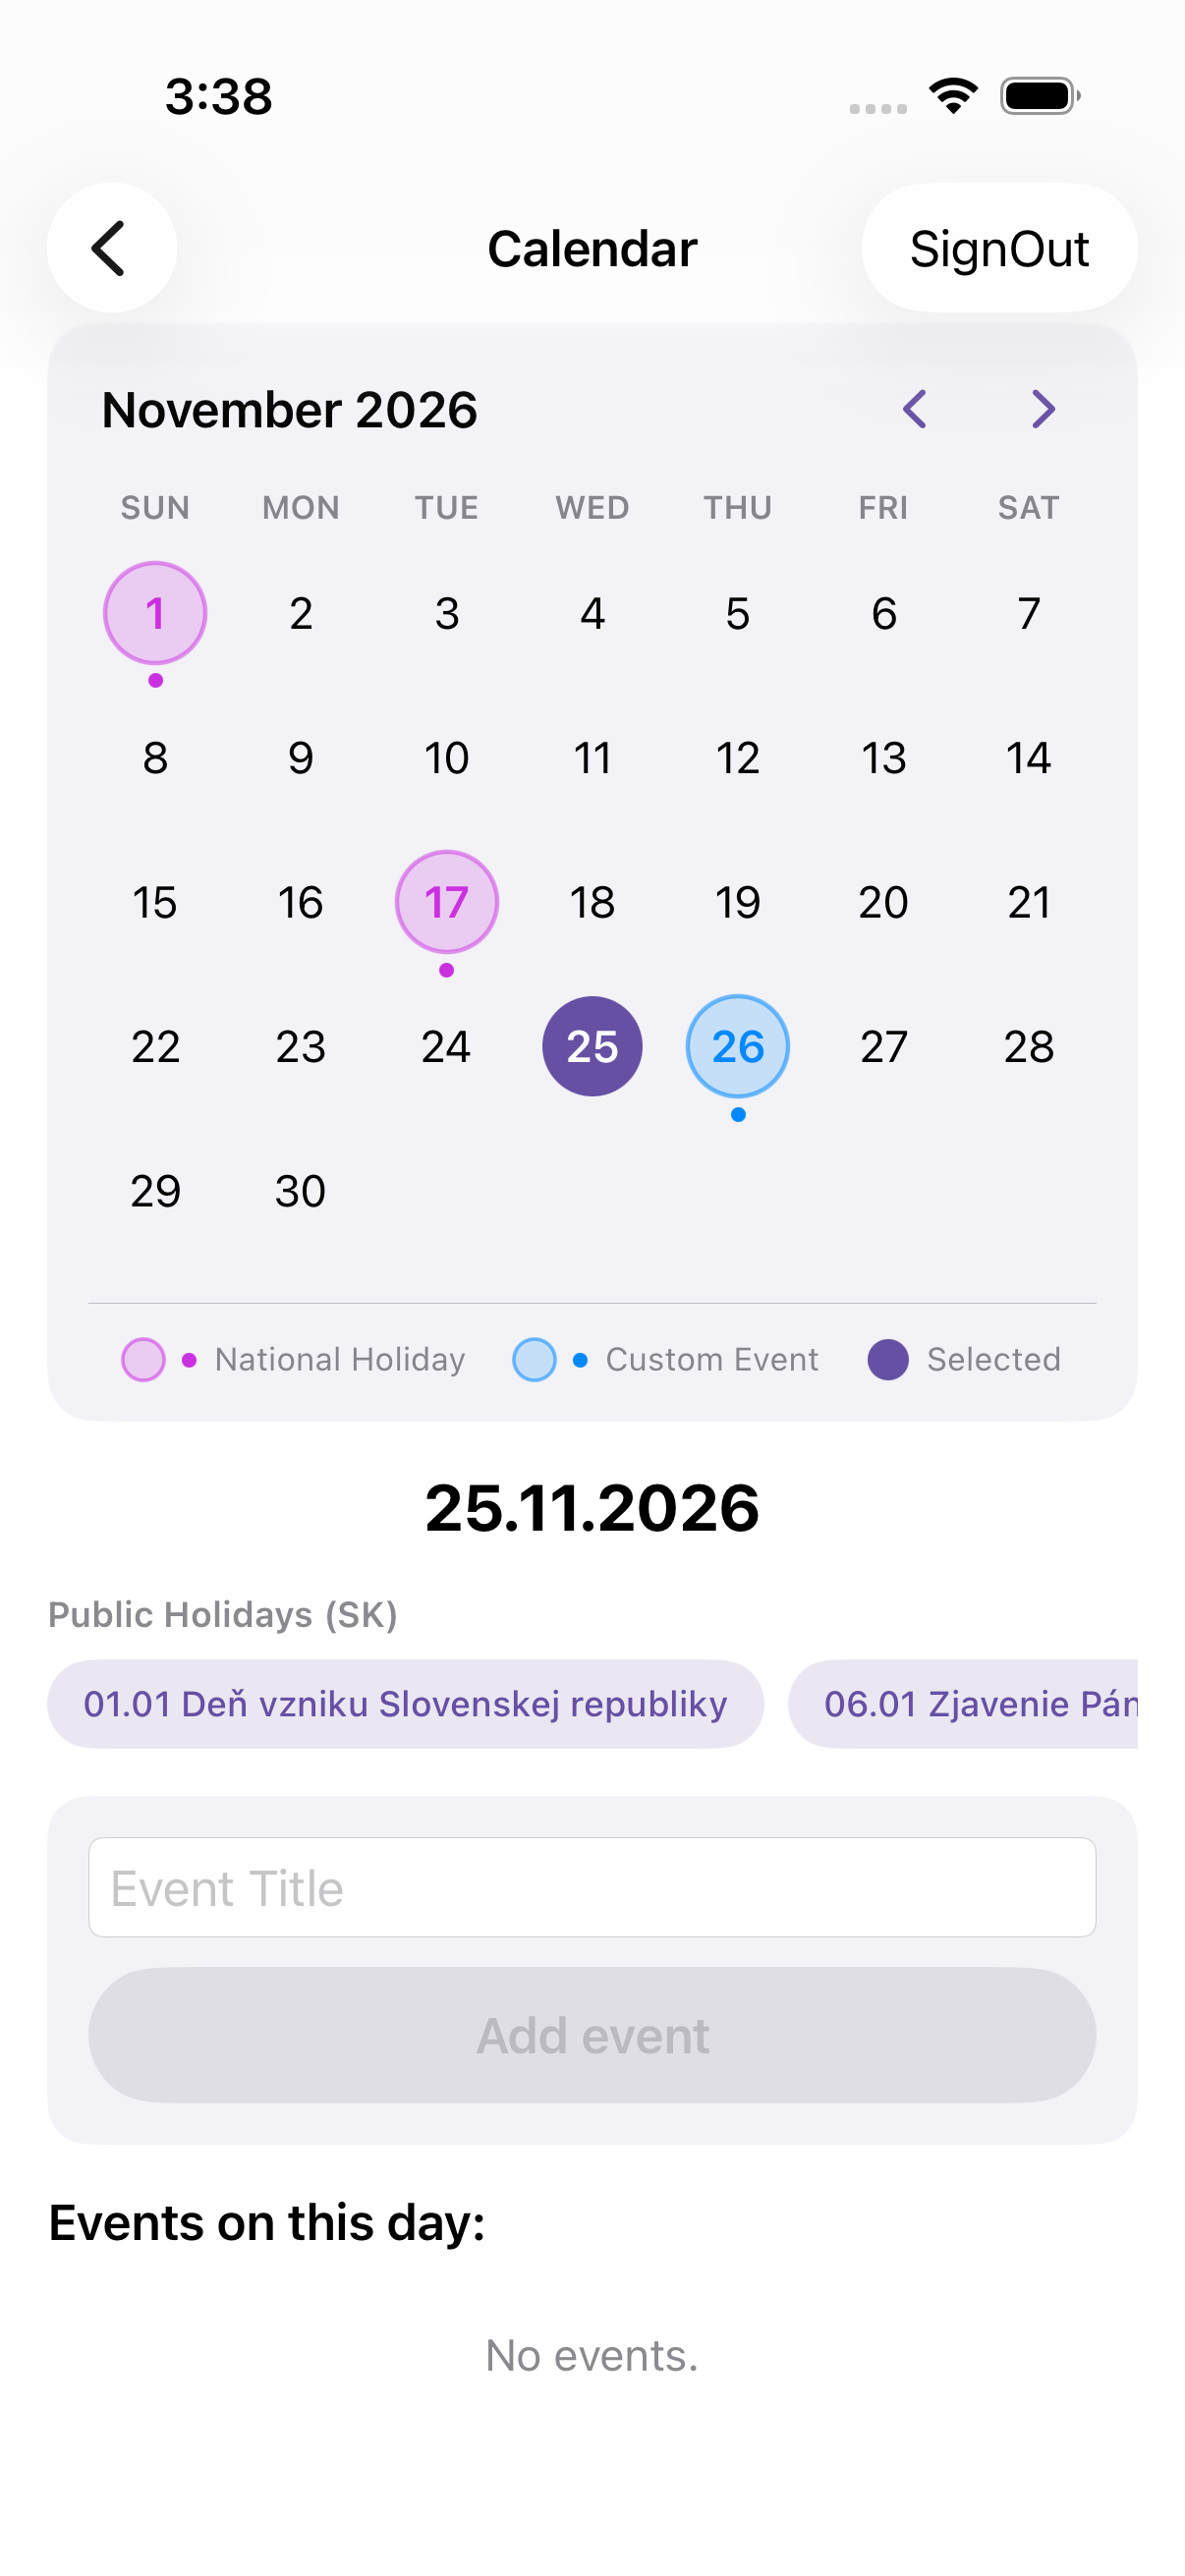 3:38
Calendar
SignOut
November 2026
SUN MON TUE WED THU FRI SAT
1 2 3 4 5 6 7
8 9 10 11 12 13 14
15 16 17 18 19 20 21
22 23 24 25 26 27 28
29 30
National Holiday Custom Event Selected
25.11.2026
Public Holidays (SK)
01.01 Deň vzniku Slovenskej republiky 06.01 Zjavenie Pán
Event Title
Add event
Events on this day:
No events.